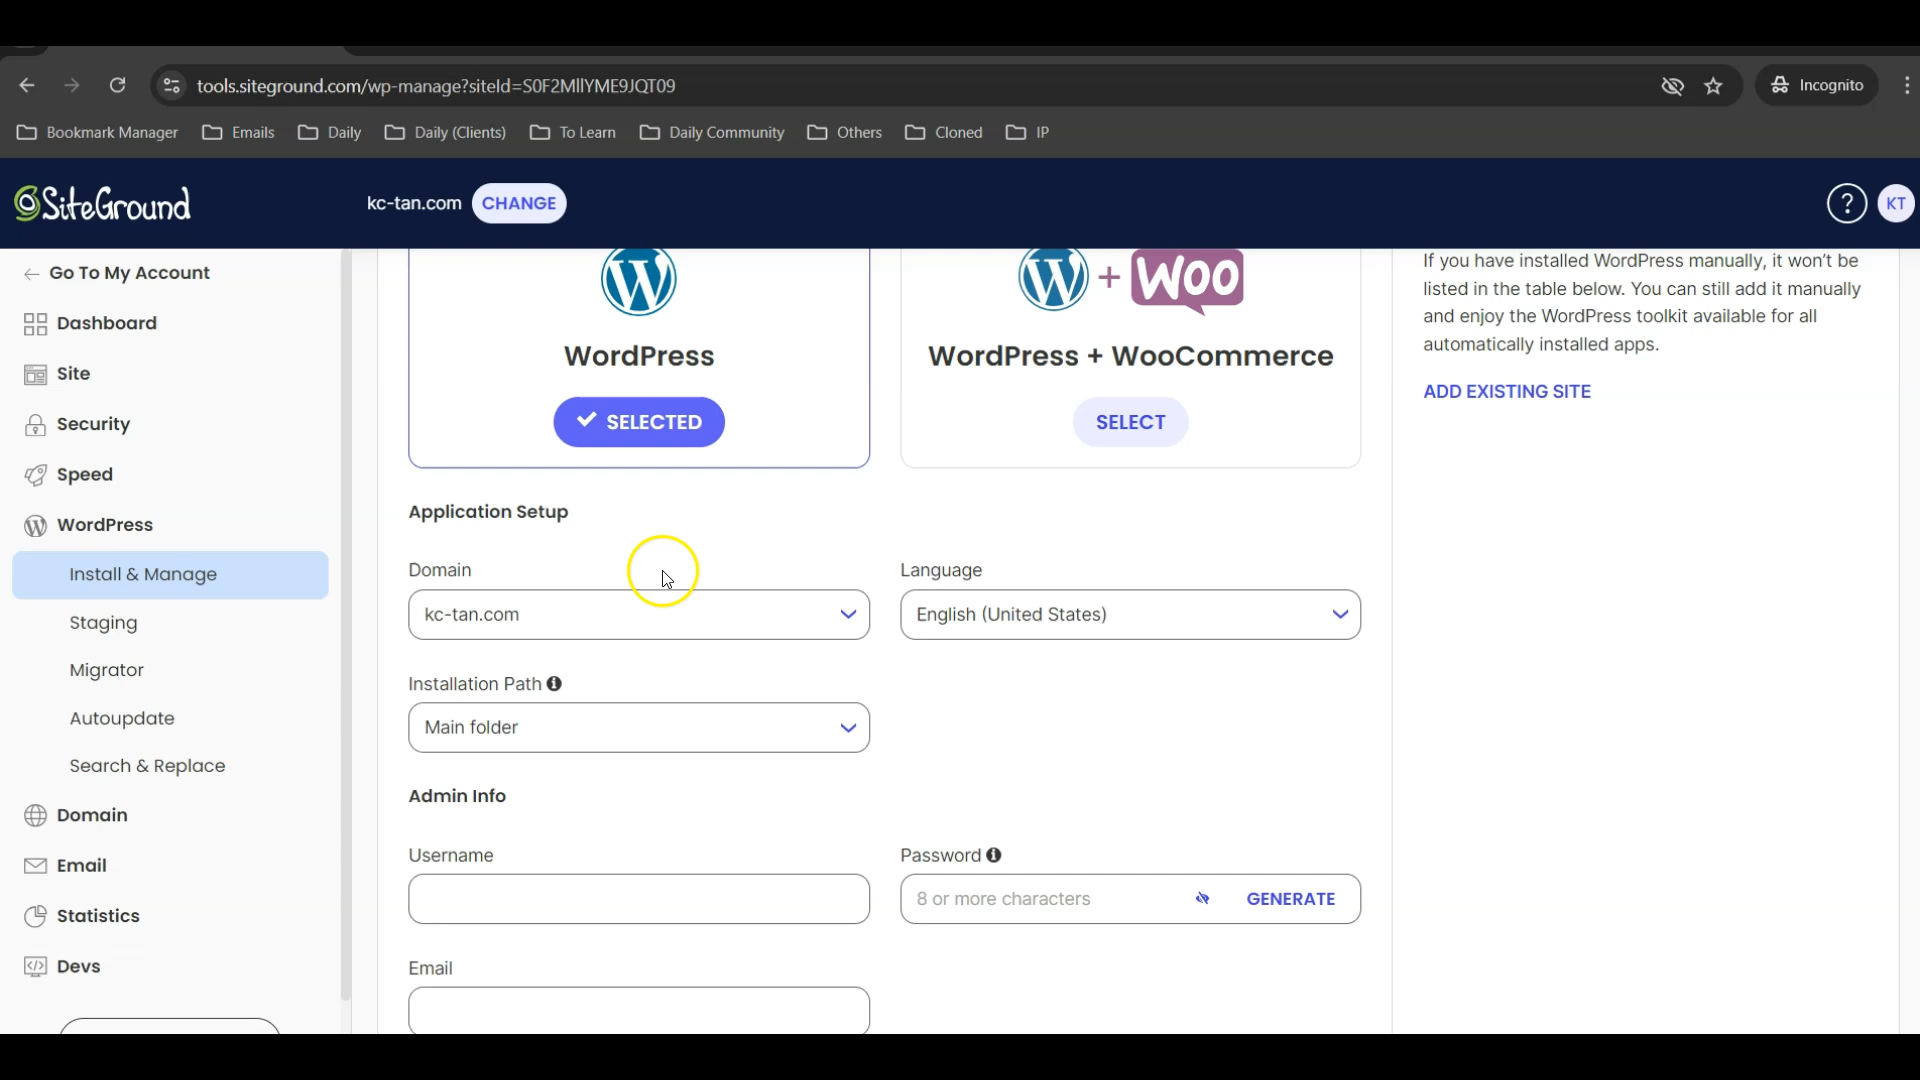 tools.siteground.com/wp-manage?siteId=S0F2MllYME9JQT09
Incognito
Bookmark Manager
Emails
Daily
Daily (Clients)
To Learn
Daily Community
Others
Cloned
IP
SiteGround
kc-tan.com
CHANGE
?
KT
Go To My Account
Dashboard
Site
Security
Speed
WordPress
Install & Manage
Staging
Migrator
Autoupdate
Search & Replace
Domain
Email
Statistics
Devs
WordPress
SELECTED
+ WOO
WordPress + WooCommerce
SELECT
If you have installed WordPress manually, it won't be
listed in the table below. You can still add it manually
and enjoy the WordPress toolkit available for all
automatically installed apps.
ADD EXISTING SITE
Application Setup
Domain
kc-tan.com
Language
English (United States)
Installation Path
Main folder
Admin Info
Username
Password
8 or more characters
GENERATE
Email